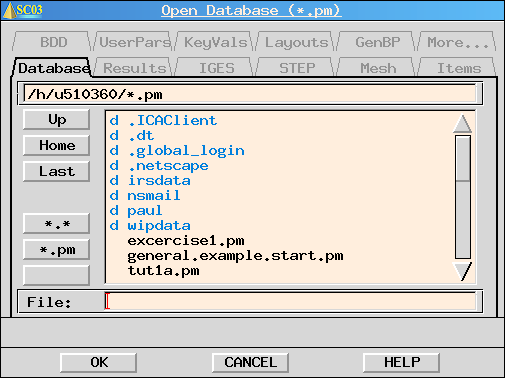 SC03 Open Database (*.pm)
BDD UserPars KeyVals Layouts GenBP More...
Database Results IGES STEP Mesh Items
/h/u510360/*.pm
Up
Home
Last
*.*
*.pm
d .ICAClient
d .dt
d .global_login
d .netscape
d irsdata
d nsmail
d paul
d wipdata
excercise1.pm
general.example.start.pm
tut1a.pm
File:
OK CANCEL HELP